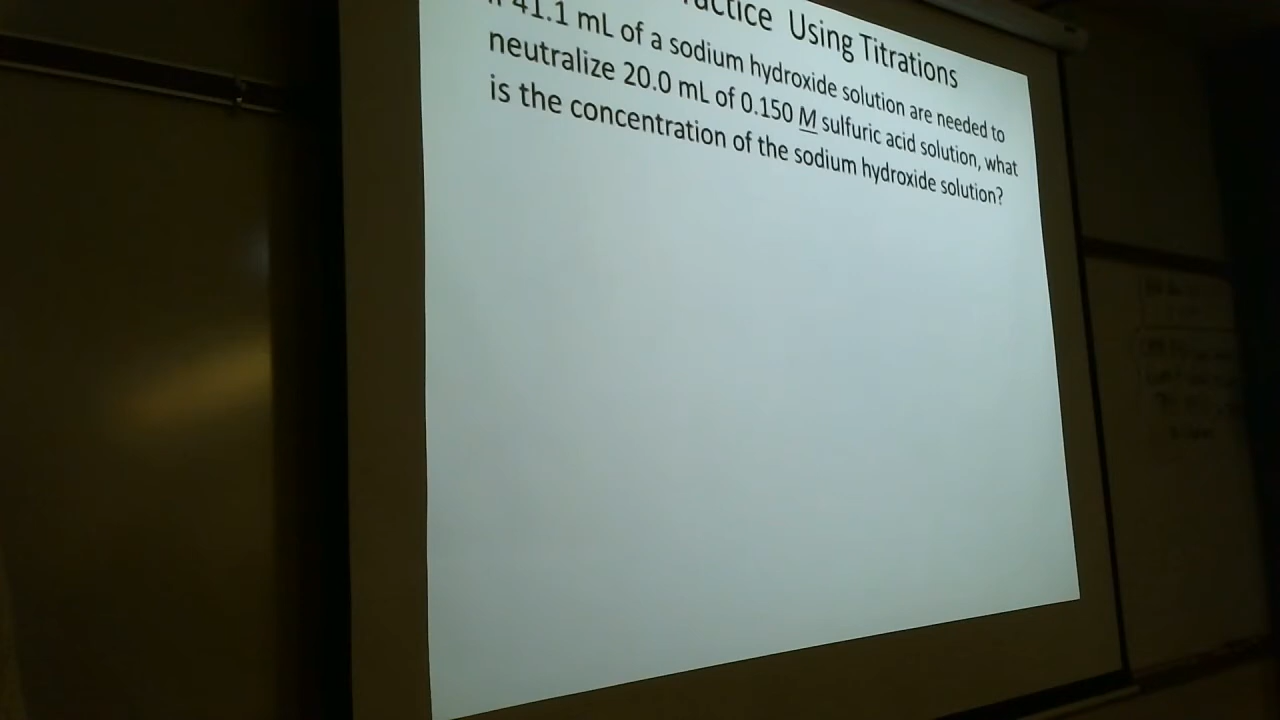 Using Titrations
41.1 mL of a sodium hydroxide solution are needed to
neutralize 20.0 mL of 0.150 M sulfuric acid solution, what
is the concentration of the sodium hydroxide solution?